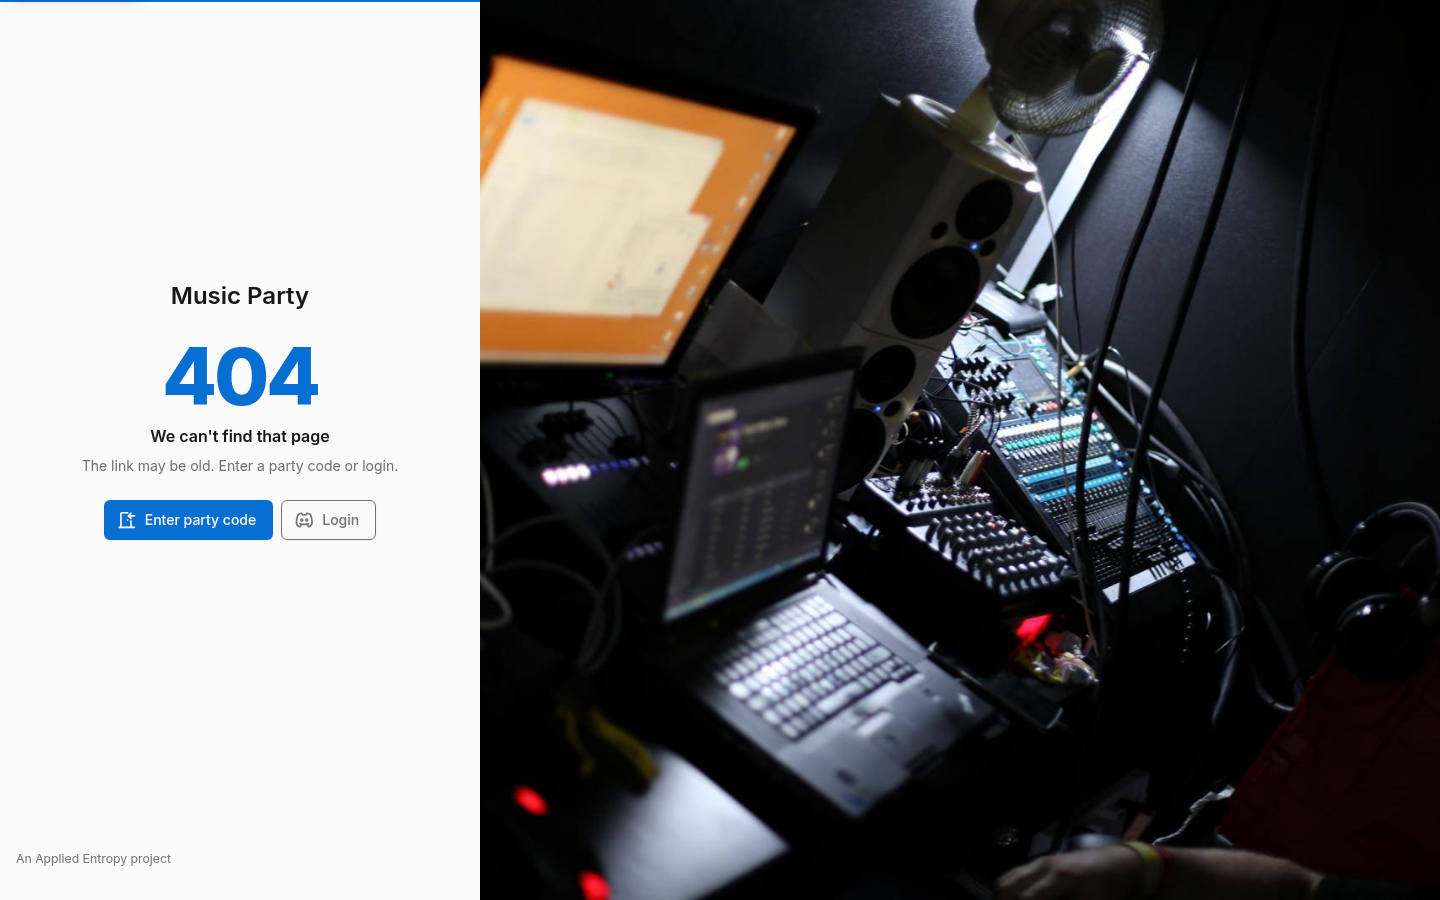 Music Party
404
We can't find that page
The link may be old. Enter a party code or login.
Enter party code
Login
An Applied Entropy project